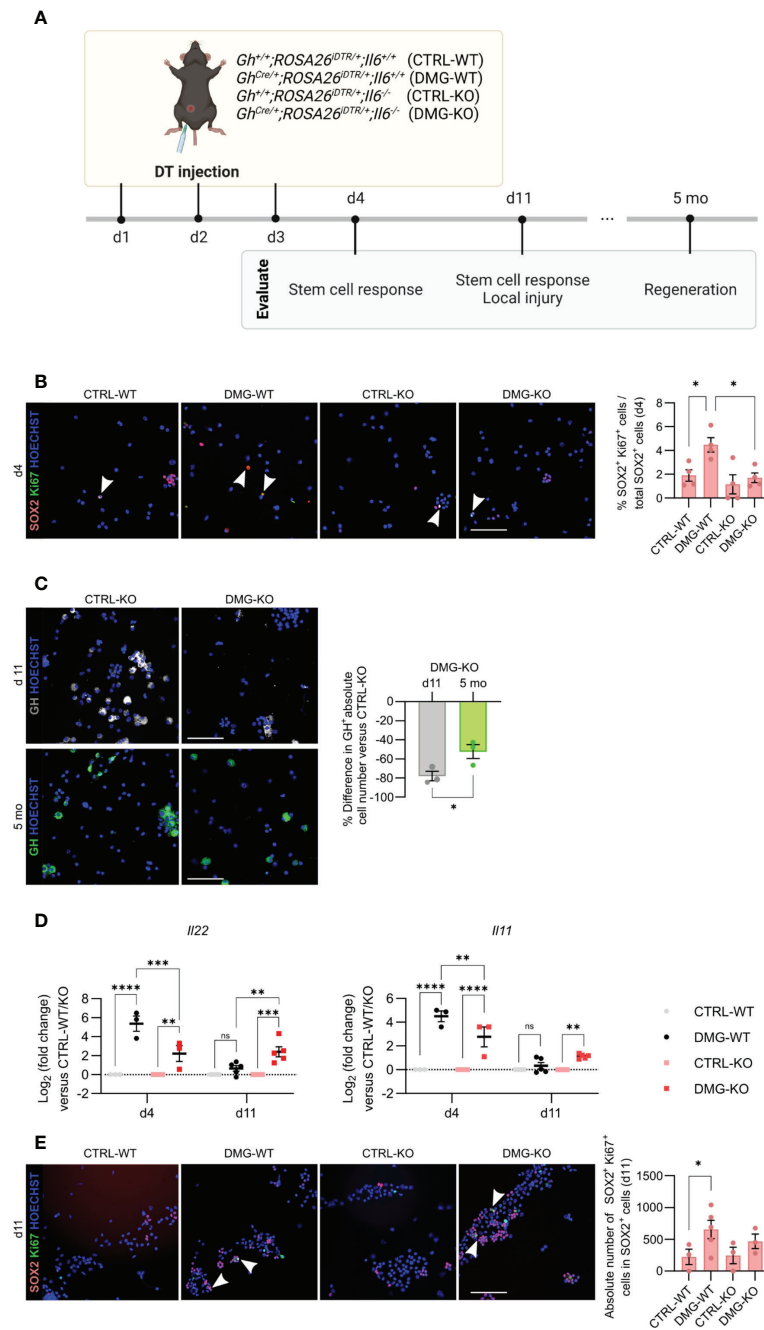 A
Gh+/+;ROSA26iDTR/+;Il6+/+ (CTRL-WT)
GhCre/+;ROSA26iDTR/+;Il6+/+ (DMG-WT)
Gh+/+;ROSA26iDTR/+;Il6-/- (CTRL-KO)
GhCre/+;ROSA26iDTR/+;Il6-/- (DMG-KO)
DT injection
d4 d11 5 mo
...
d1 d2 d3
Evaluate
Stem cell response
Stem cell response
Local injury
Regeneration
B
CTRL-WT DMG-WT CTRL-KO DMG-KO
d4
SOX2 Ki67 HOECHST
% SOX2+ Ki67+ cells /
total SOX2+ cells (d4)
* *
8
6
4
2
0
CTRL-WT
DMG-WT
CTRL-KO
DMG-KO
C
CTRL-KO DMG-KO
d 11
GH HOECHST
5 mo
GH HOECHST
% Difference in GH+absolute
cell number versus CTRL-KO
DMG-KO
d11 5 mo
0
-20
-40
-60
-80
-100
*
D
Il22
Log2 (fold change)
versus CTRL-WT/KO
8
6
4
2
0
-2
***
****
**
**
ns
***
d4 d11
Il11
Log2 (fold change)
versus CTRL-WT/KO
6
4
2
0
-2
**
**** ****
ns
**
d4 d11
CTRL-WT
DMG-WT
CTRL-KO
DMG-KO
E
CTRL-WT DMG-WT CTRL-KO DMG-KO
d11
SOX2 Ki67 HOECHST
Absolute number of SOX2+ Ki67+
cells in SOX2+ cells (d11)
*
1500
1000
500
0
CTRL-WT
DMG-WT
CTRL-KO
DMG-KO